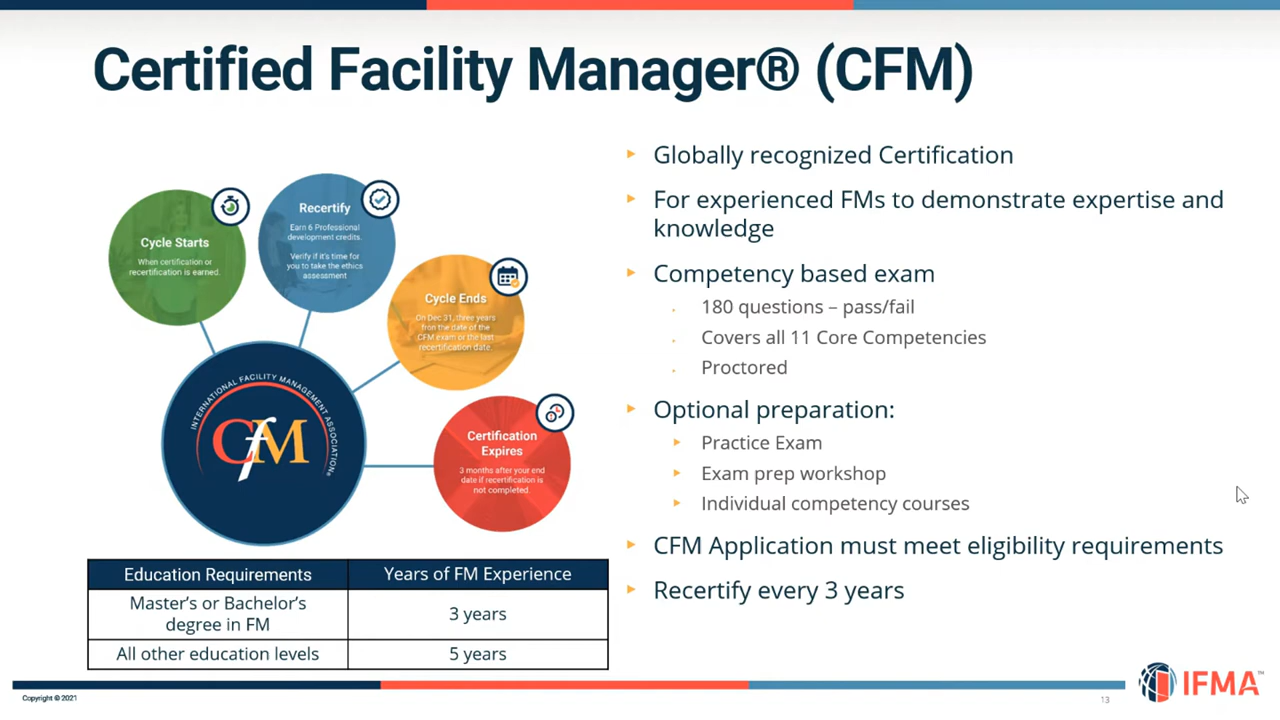 Certified Facility Manager® (CFM)
Cycle Starts
When certification or
recertification is earned.
Recertify
Earn 6 Professional
development credits.
Verify if it's time for
you to take the ethics
assessment
Cycle Ends
On Dec 31, three years
from the date of the
CFM exam or the last
recertification date.
Certification
Expires
3 months after your end
date if recertification is
not completed.
INTERNATIONAL FACILITY MANAGEMENT ASSOCIATION®
CfM
Education Requirements
Years of FM Experience
Master's or Bachelor's
degree in FM
3 years
All other education levels
5 years
Globally recognized Certification
For experienced FMs to demonstrate expertise and
knowledge
Competency based exam
180 questions – pass/fail
Covers all 11 Core Competencies
Proctored
Optional preparation:
Practice Exam
Exam prep workshop
Individual competency courses
CFM Application must meet eligibility requirements
Recertify every 3 years
Copyright © 2021
13
IFMA™